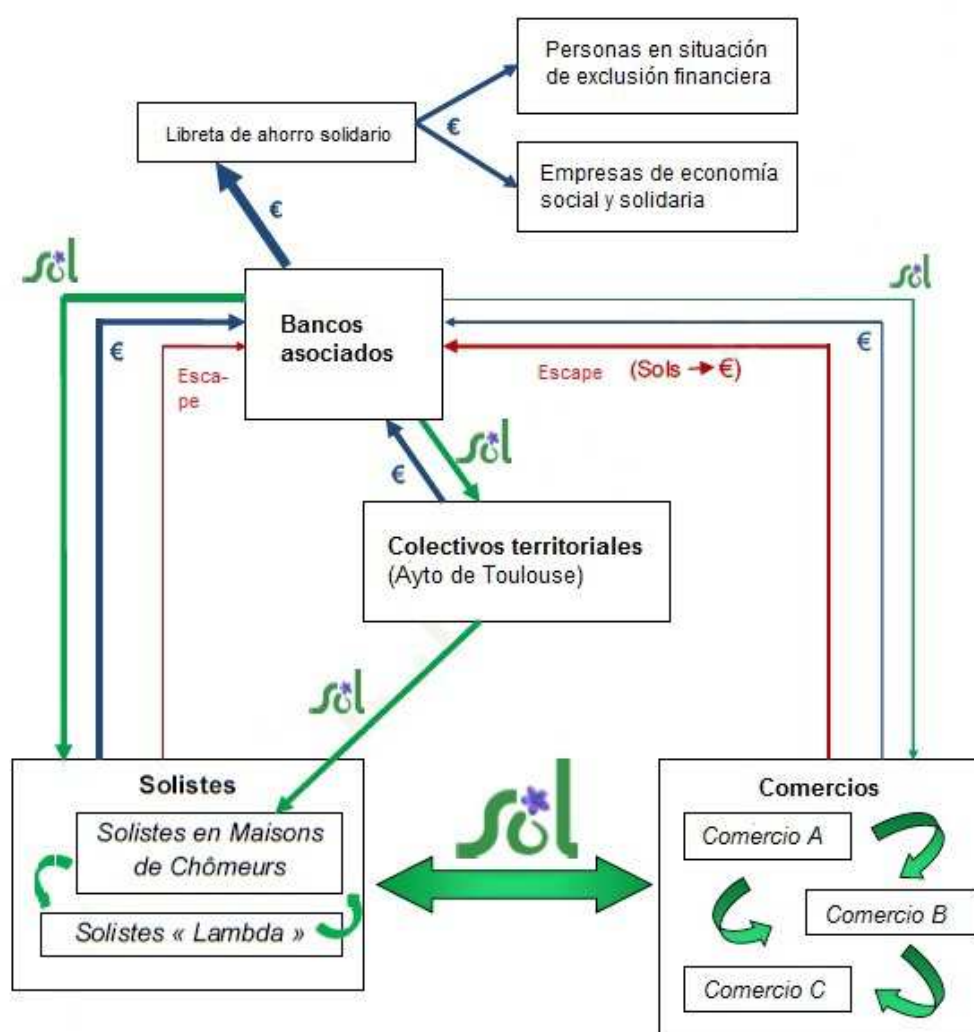 Personas en situación
de exclusión financiera
Libreta de ahorro solidario
€
Empresas de economía
social y solidaria
€
sol
sol
Bancos
asociados
€
€
Esca-
pe
Escape (Sols → €)
sol
€
Colectivos territoriales
(Ayto de Toulouse)
sol
Solistes
Solistes en Maisons
de Chômeurs
Solistes « Lambda »
sol
Comercios
Comercio A
Comercio B
Comercio C